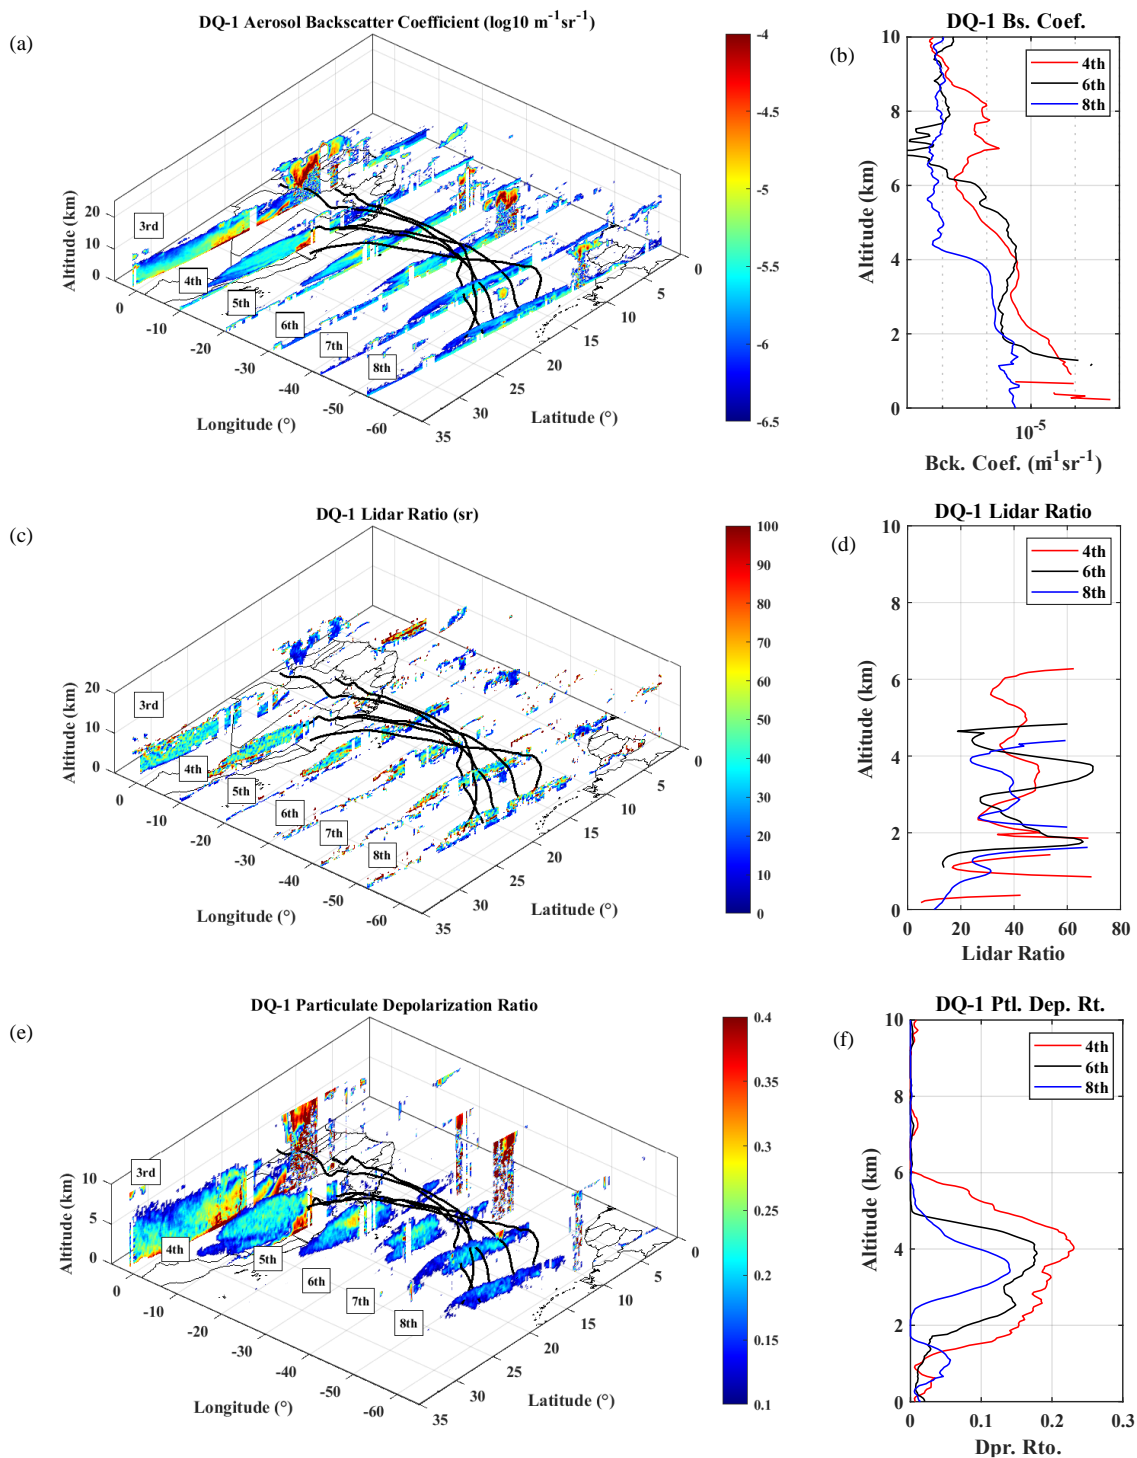 DQ-1 Aerosol Backscatter Coefficient (log10 m⁻¹sr⁻¹)
(a)
Altitude (km)
20
10
0
3rd
4th
5th
6th
7th
8th
0
-10
-20
-30
-40
-50
-60
Longitude (°)
35
30
25
20
15
10
5
0
Latitude (°)
-4
-4.5
-5
-5.5
-6
-6.5
DQ-1 Bs. Coef.
(b)
4th
6th
8th
10
8
6
4
2
0
Altitude (km)
10⁻⁵
Bck. Coef. (m⁻¹sr⁻¹)
DQ-1 Lidar Ratio (sr)
(c)
Altitude (km)
20
10
0
3rd
4th
5th
6th
7th
8th
0
-10
-20
-30
-40
-50
-60
Longitude (°)
35
30
25
20
15
10
5
0
Latitude (°)
100
90
80
70
60
50
40
30
20
10
0
DQ-1 Lidar Ratio
(d)
4th
6th
8th
10
8
6
4
2
0
Altitude (km)
0 20 40 60 80
Lidar Ratio
DQ-1 Particulate Depolarization Ratio
(e)
Altitude (km)
10
5
0
3rd
4th
5th
6th
7th
8th
0
-10
-20
-30
-40
-50
-60
Longitude (°)
35
30
25
20
15
10
5
0
Latitude (°)
0.4
0.35
0.3
0.25
0.2
0.15
0.1
DQ-1 Ptl. Dep. Rt.
(f)
4th
6th
8th
10
8
6
4
2
0
Altitude (km)
0 0.1 0.2 0.3
Dpr. Rto.